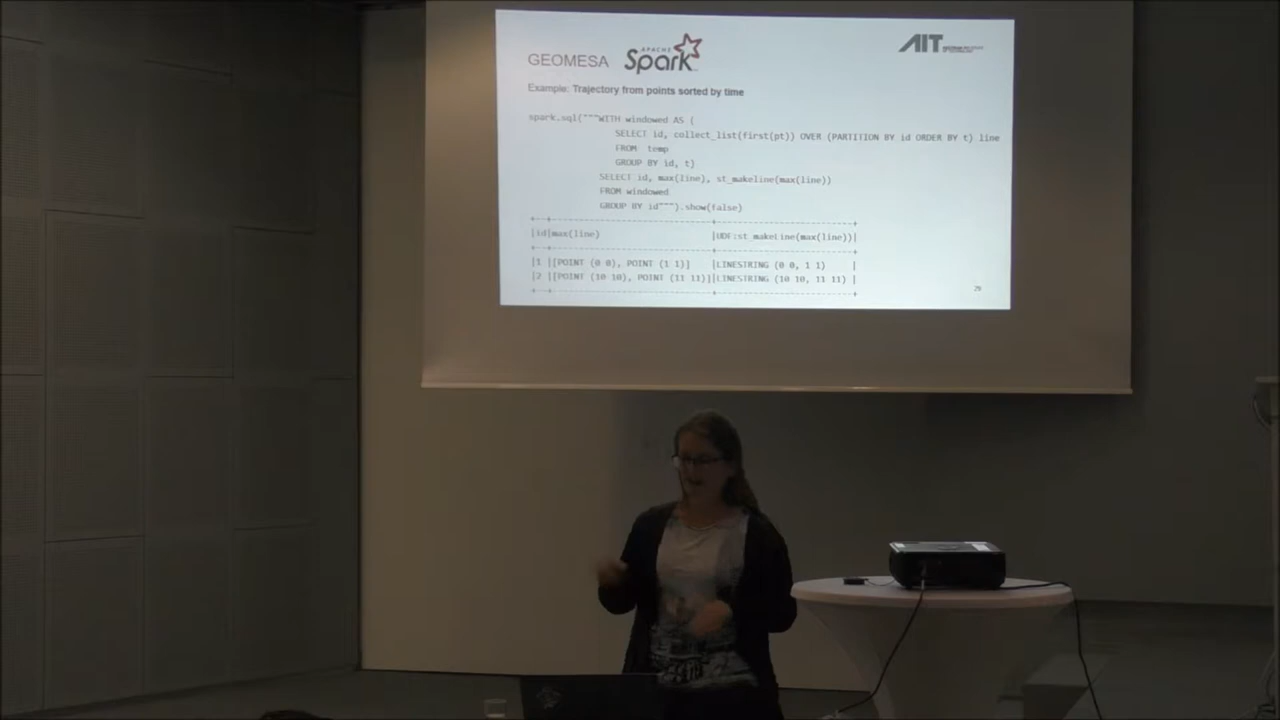 GEOMESA
APACHE
Spark
AIT
Example: Trajectory from points sorted by time
spark.sql("""WITH windowed AS (
SELECT id, collect_list(first(pt)) OVER (PARTITION BY id ORDER BY t) line
FROM temp
GROUP BY id, t)
SELECT id, max(line), st_makeline(max(line))
FROM windowed
GROUP BY id""").show(false)
|id|max(line) |UDF:st_makeLine(max(line))|
|1 |[POINT (0 0), POINT (1 1)] |LINESTRING (0 0, 1 1) |
|2 |[POINT (10 10), POINT (11 11)]|LINESTRING (10 10, 11 11) |
29